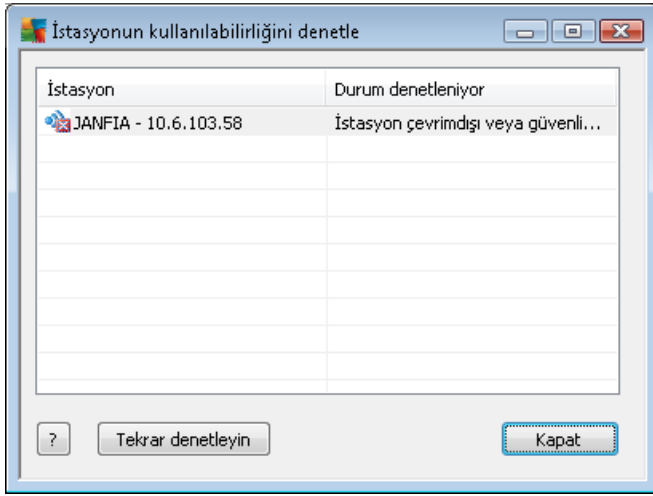 İstasyonun kullanılabilirliğini denetle
İstasyon Durum denetleniyor
JANFIA - 10.6.103.58 İstasyon çevrimdışı veya güvenli...
? Tekrar denetleyin Kapat